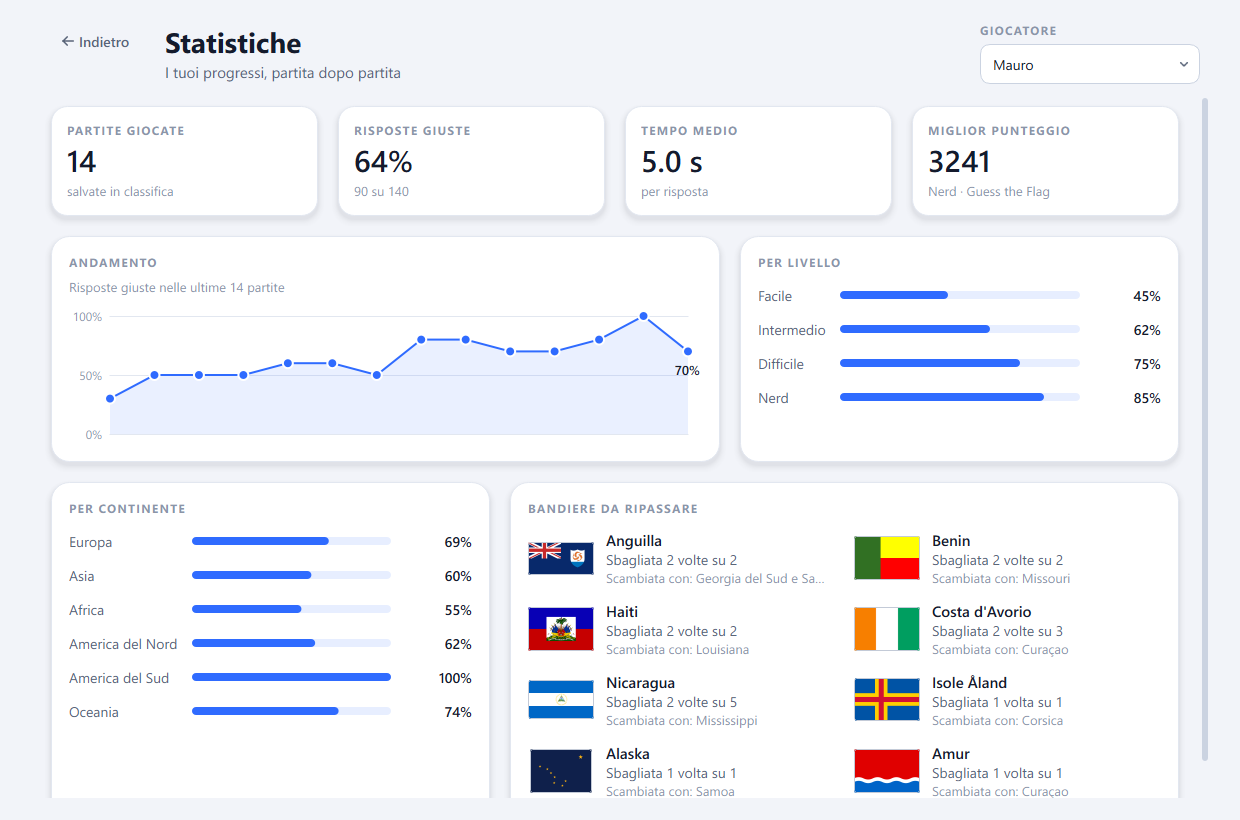 ← Indietro
Statistiche
I tuoi progressi, partita dopo partita
GIOCATORE
Mauro
PARTITE GIOCATE
14
salvate in classifica
RISPOSTE GIUSTE
64%
90 su 140
TEMPO MEDIO
5.0 s
per risposta
MIGLIOR PUNTEGGIO
3241
Nerd · Guess the Flag
ANDAMENTO
Risposte giuste nelle ultime 14 partite
100%
50%
0%
70%
PER LIVELLO
Facile 45%
Intermedio 62%
Difficile 75%
Nerd 85%
PER CONTINENTE
Europa 69%
Asia 60%
Africa 55%
America del Nord 62%
America del Sud 100%
Oceania 74%
BANDIERE DA RIPASSARE
Anguilla
Sbagliata 2 volte su 2
Scambiata con: Georgia del Sud e Sa...
Benin
Sbagliata 2 volte su 2
Scambiata con: Missouri
Haiti
Sbagliata 2 volte su 2
Scambiata con: Louisiana
Costa d'Avorio
Sbagliata 2 volte su 3
Scambiata con: Curaçao
Nicaragua
Sbagliata 2 volte su 5
Scambiata con: Mississippi
Isole Åland
Sbagliata 1 volta su 1
Scambiata con: Corsica
Alaska
Sbagliata 1 volta su 1
Scambiata con: Samoa
Amur
Sbagliata 1 volta su 1
Scambiata con: Curaçao